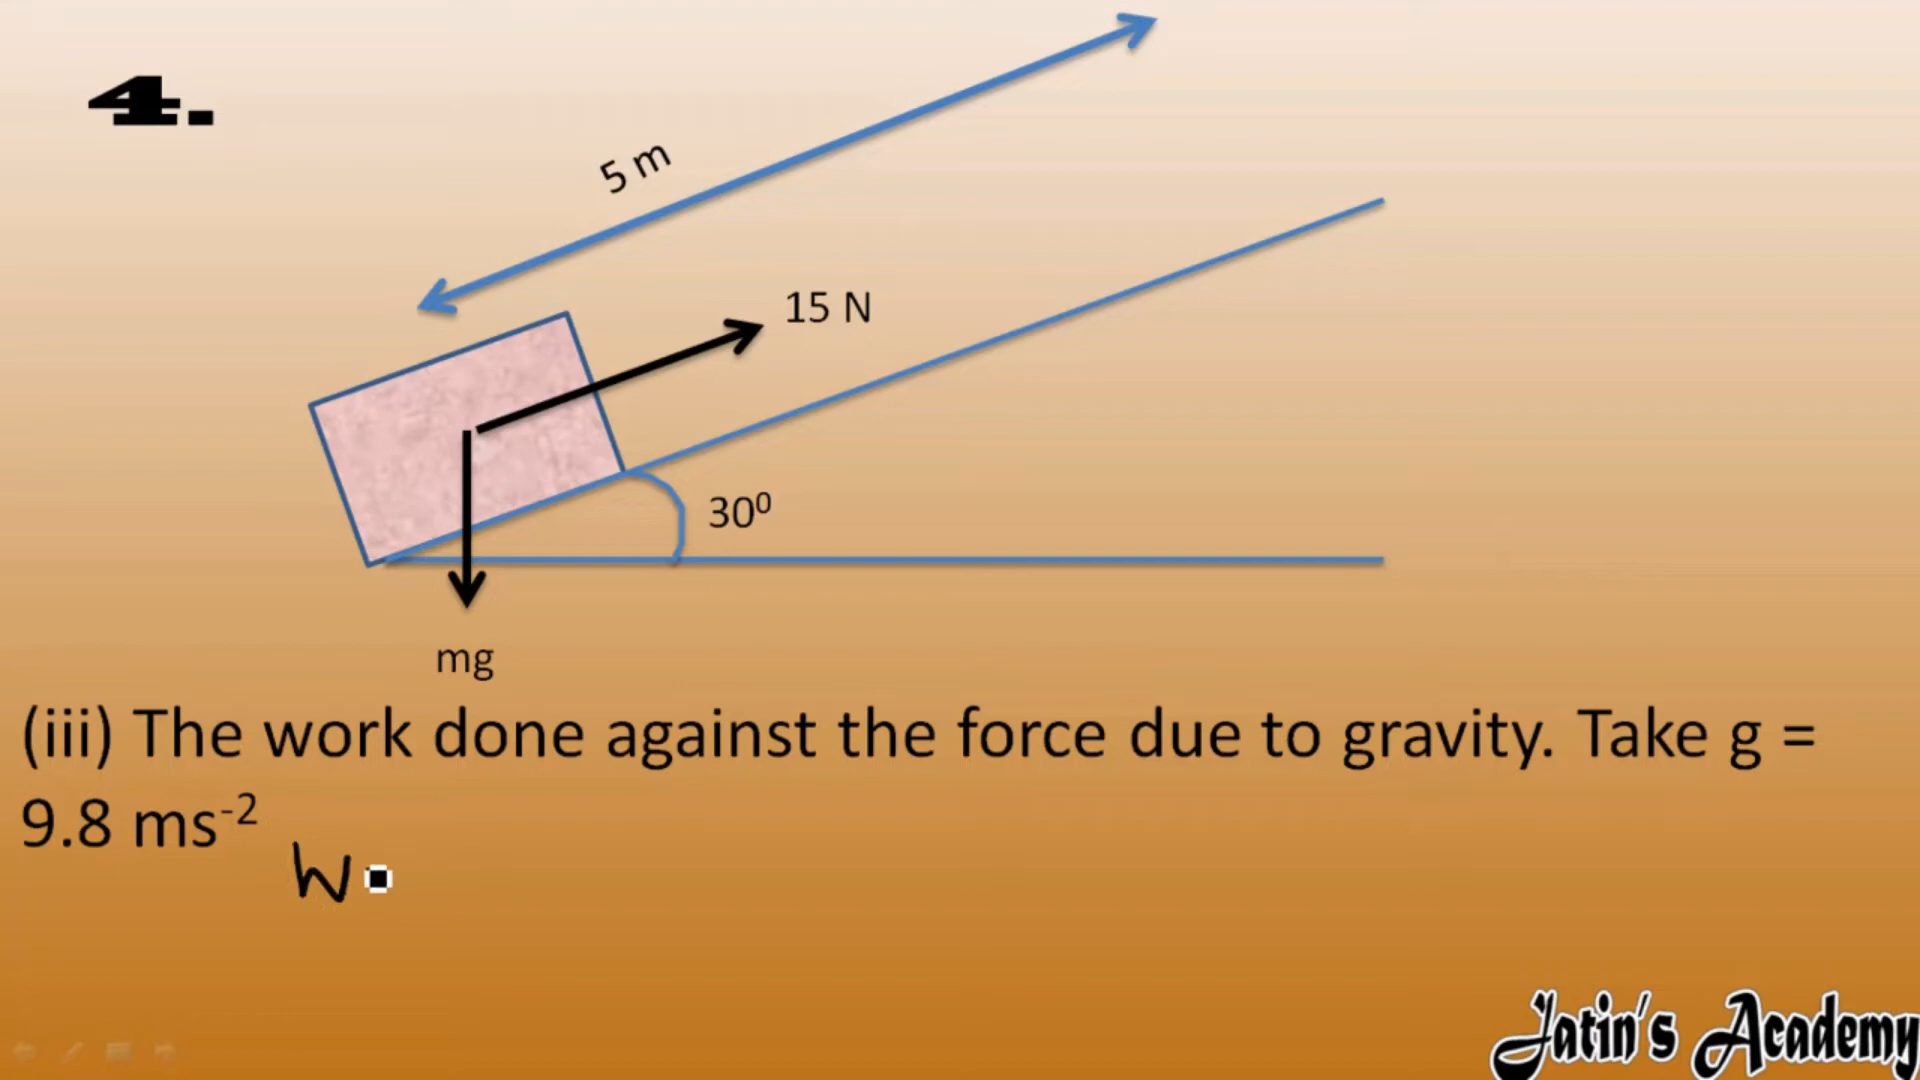 4.
5 m
15 N
30⁰
mg
(iii) The work done against the force due to gravity. Take g =
9.8 ms⁻²
W
Jatin's Academy